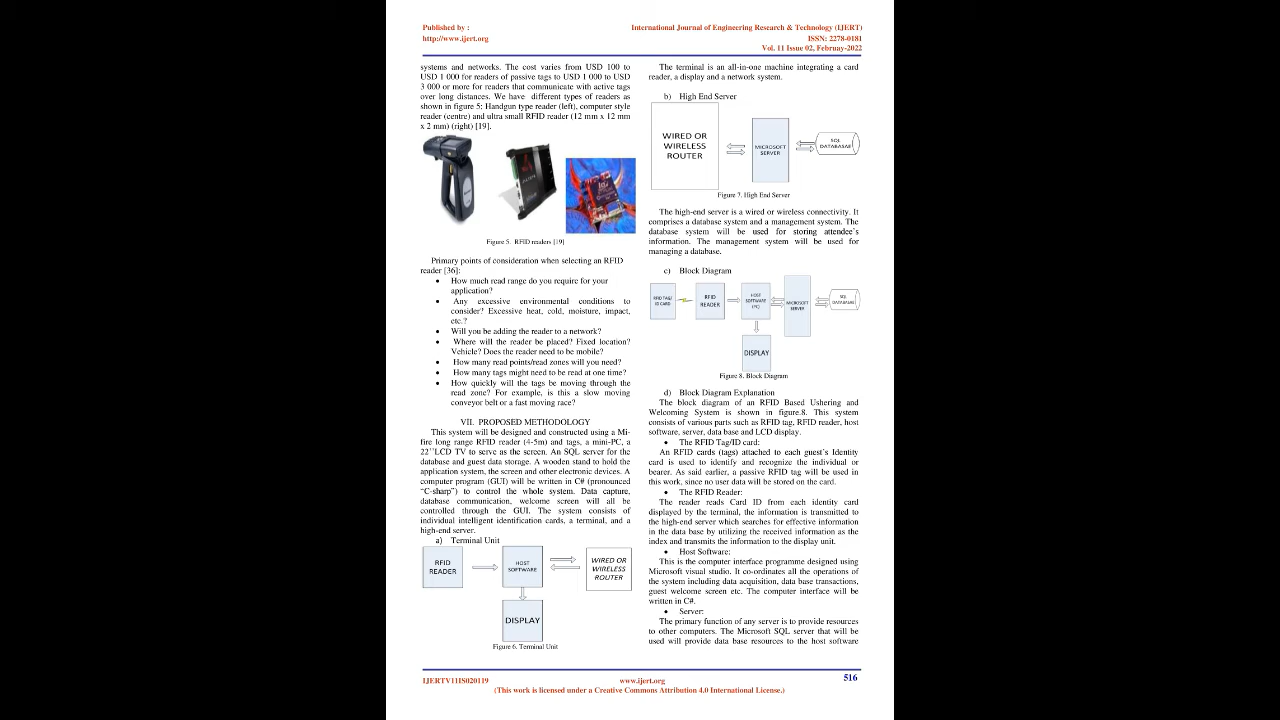 Published by :
International Journal of Engineering Research & Technology (IJERT)
http://www.ijert.org
ISSN: 2278-0181
Vol. 11 Issue 02, Februay-2022
systems and networks. The cost varies from USD 100 to
USD 1 000 for readers of passive tags to USD 1 000 to USD
3 000 or more for readers that communicate with active tags
over long distances. We have different types of readers as
shown in figure 5; Handgun type reader (left), computer style
reader (centre) and ultra small RFID reader (12 mm x 12 mm
x 2 mm) (right) [19].
Figure 5. RFID readers [19]
Primary points of consideration when selecting an RFID
reader [36]:
• How much read range do you require for your
application?
• Any excessive environmental conditions to
consider? Excessive heat, cold, moisture, impact,
etc.?
• Will you be adding the reader to a network?
• Where will the reader be placed? Fixed location?
Vehicle? Does the reader need to be mobile?
• How many read points/read zones will you need?
• How many tags might need to be read at one time?
• How quickly will the tags be moving through the
read zone? For example, is this a slow moving
conveyor belt or a fast moving race?
VII. PROPOSED METHODOLOGY
This system will be designed and constructed using a Mi-
fire long range RFID reader (4-5m) and tags, a mini-PC, a
22’’LCD TV to serve as the screen. An SQL server for the
database and guest data storage. A wooden stand to hold the
application system, the screen and other electronic devices. A
computer program (GUI) will be written in C# (pronounced
“C-sharp”) to control the whole system. Data capture,
database communication, welcome screen will all be
controlled through the GUI. The system consists of
individual intelligent identification cards, a terminal, and a
high-end server.
a) Terminal Unit
RFID
READER
HOST
SOFTWARE
WIRED OR
WIRELESS
ROUTER
DISPLAY
Figure 6. Terminal Unit
The terminal is an all-in-one machine integrating a card
reader, a display and a network system.
b) High End Server
WIRED OR
WIRELESS
ROUTER
MICROSOFT
SERVER
SQL
DATABASAE
Figure 7. High End Server
The high-end server is a wired or wireless connectivity. It
comprises a database system and a management system. The
database system will be used for storing attendee’s
information. The management system will be used for
managing a database.
c) Block Diagram
RFID TAG/
ID CARD
RFID
READER
HOST
SOFTWARE
(PC)
MICROSOFT
SERVER
SQL
DATABASAE
DISPLAY
Figure 8. Block Diagram
d) Block Diagram Explanation
The block diagram of an RFID Based Ushering and
Welcoming System is shown in figure.8. This system
consists of various parts such as RFID tag, RFID reader, host
software, server, data base and LCD display.
• The RFID Tag/ID card:
An RFID cards (tags) attached to each guest’s Identity
card is used to identify and recognize the individual or
bearer. As said earlier, a passive RFID tag will be used in
this work, since no user data will be stored on the card.
• The RFID Reader:
The reader reads Card ID from each identity card
displayed by the terminal, the information is transmitted to
the high-end server which searches for effective information
in the data base by utilizing the received information as the
index and transmits the information to the display unit.
• Host Software:
This is the computer interface programme designed using
Microsoft visual studio. It co-ordinates all the operations of
the system including data acquisition, data base transactions,
guest welcome screen etc. The computer interface will be
written in C#.
• Server:
The primary function of any server is to provide resources
to other computers. The Microsoft SQL server that will be
used will provide data base resources to the host software
IJERTV11IS020119
www.ijert.org
516
(This work is licensed under a Creative Commons Attribution 4.0 International License.)